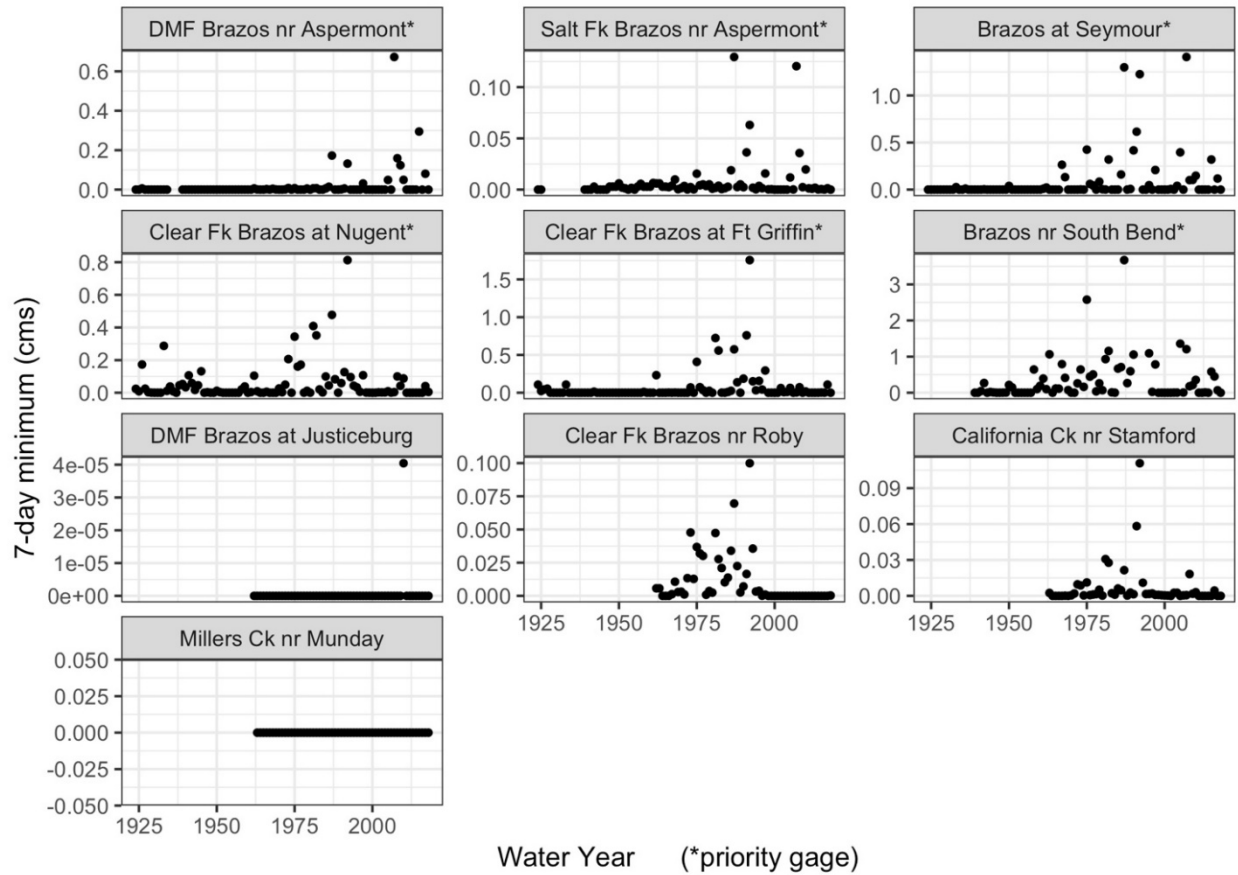 DMF Brazos nr Aspermont*
Salt Fk Brazos nr Aspermont*
Brazos at Seymour*
0.6
0.4
0.2
0.0
0.10
0.05
0.00
1.0
0.5
0.0
Clear Fk Brazos at Nugent*
Clear Fk Brazos at Ft Griffin*
Brazos nr South Bend*
0.8
0.6
0.4
0.2
0.0
1.5
1.0
0.5
0.0
3
2
1
0
7-day minimum (cms)
DMF Brazos at Justiceburg
Clear Fk Brazos nr Roby
California Ck nr Stamford
4e-05
3e-05
2e-05
1e-05
0e+00
0.100
0.075
0.050
0.025
0.000
0.09
0.06
0.03
0.00
1925 1950 1975 2000
1925 1950 1975 2000
Millers Ck nr Munday
0.050
0.025
0.000
-0.025
-0.050
1925 1950 1975 2000
Water Year (*priority gage)